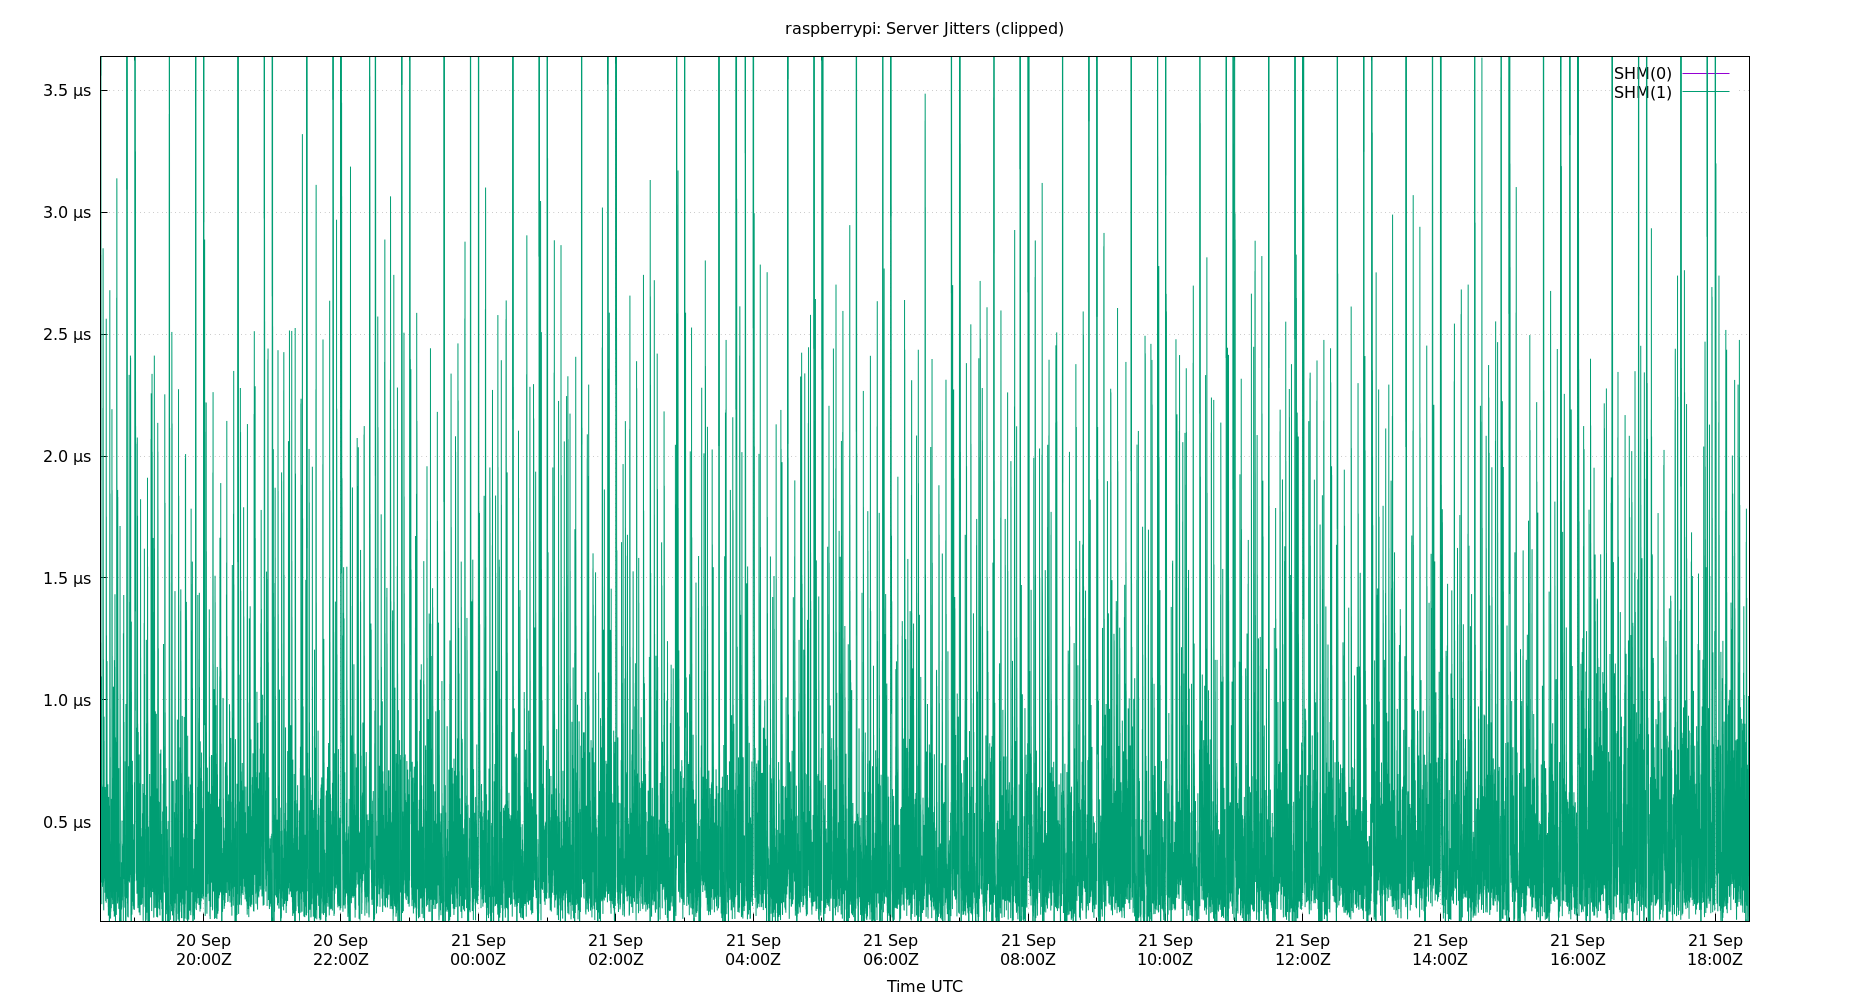 raspberrypi: Server Jitters (clipped)
SHM(0)
SHM(1)
3.5 µs
3.0 µs
2.5 µs
2.0 µs
1.5 µs
1.0 µs
0.5 µs
20 Sep 20 Sep 21 Sep 21 Sep 21 Sep 21 Sep 21 Sep 21 Sep 21 Sep 21 Sep 21 Sep 21 Sep
20:00Z 22:00Z 00:00Z 02:00Z 04:00Z 06:00Z 08:00Z 10:00Z 12:00Z 14:00Z 16:00Z 18:00Z
Time UTC